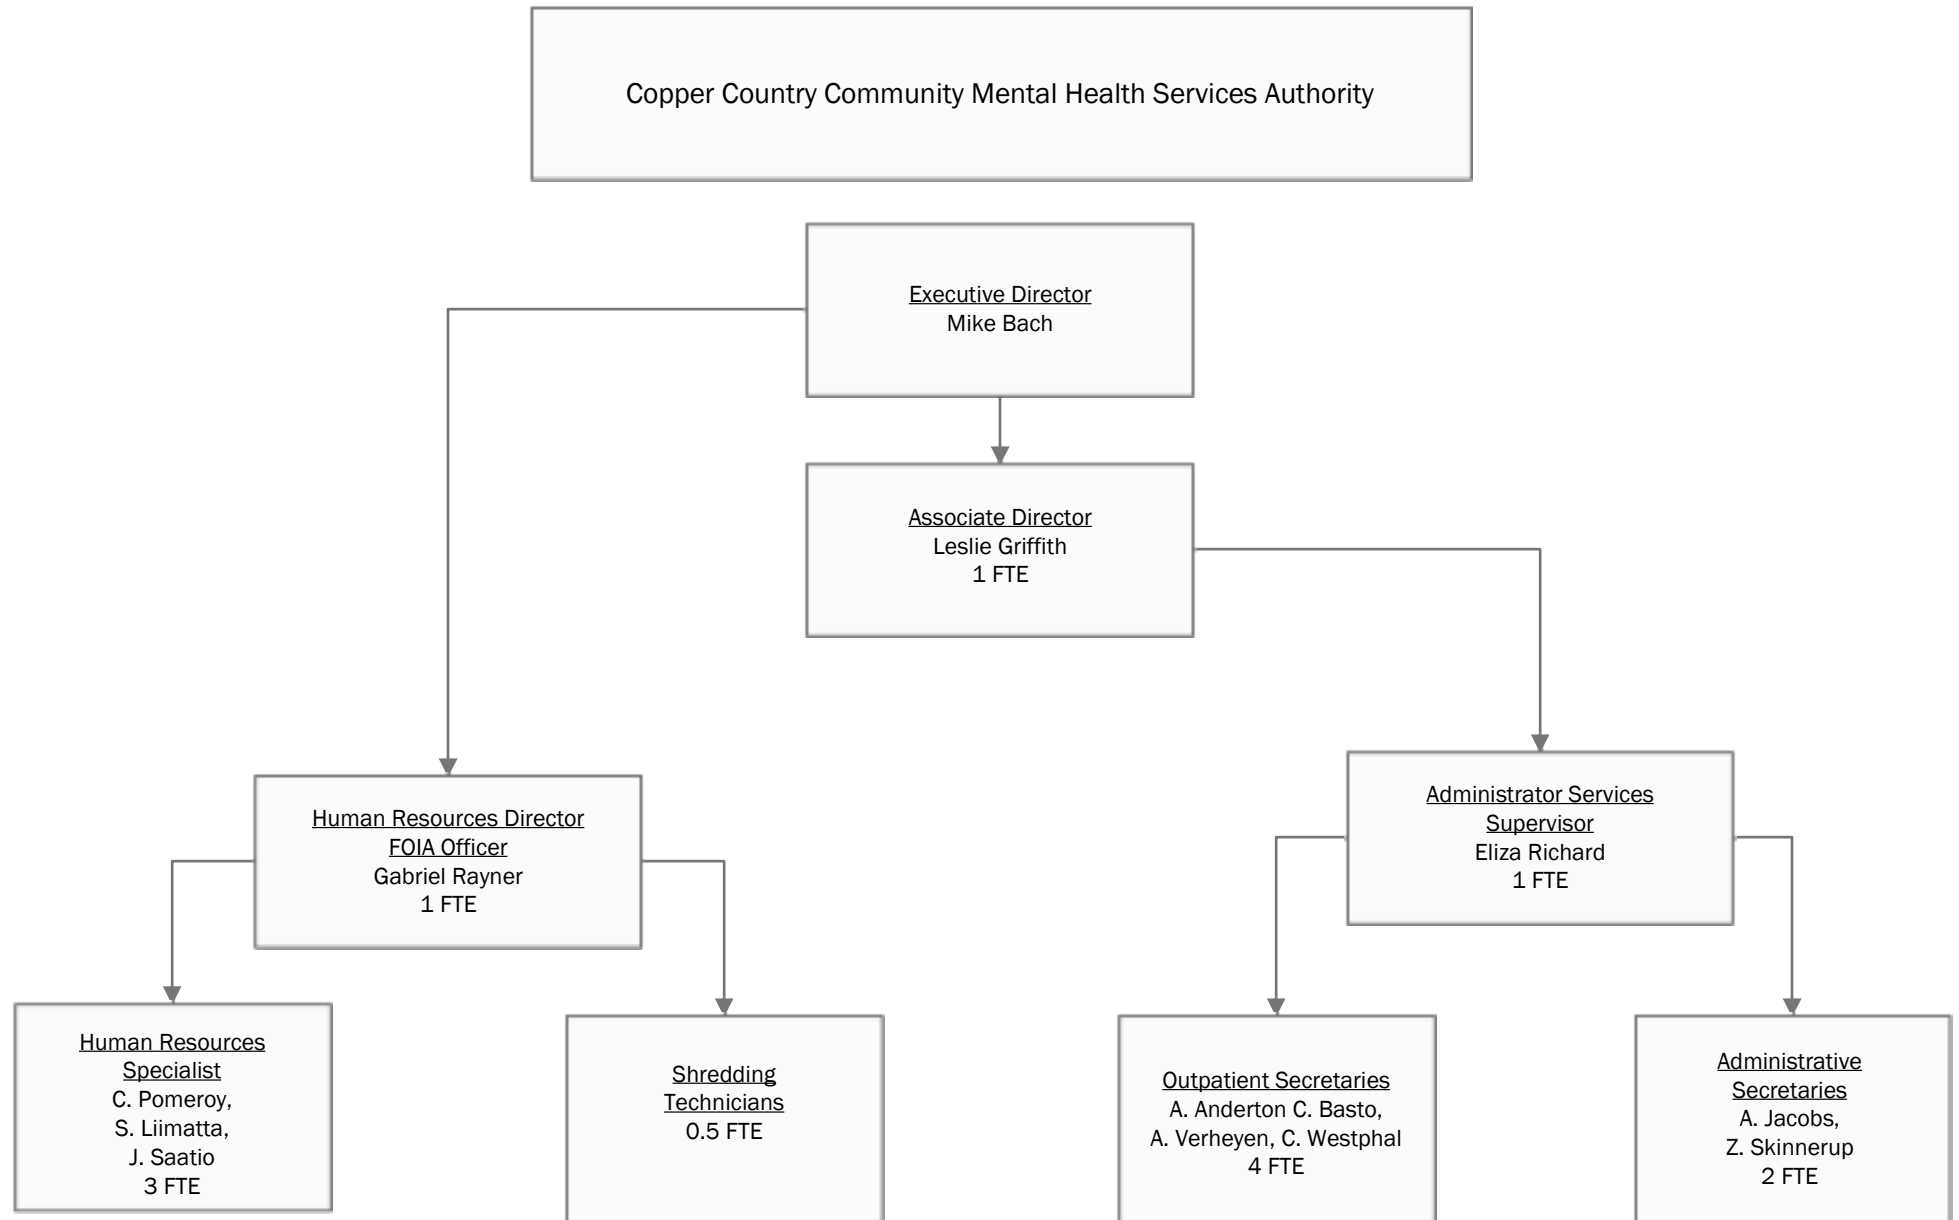 Copper Country Community Mental Health Services Authority
Executive Director
Mike Bach
Associate Director
Leslie Griffith
1 FTE
Human Resources Director
FOIA Officer
Gabriel Rayner
1 FTE
Administrator Services
Supervisor
Eliza Richard
1 FTE
Human Resources
Specialist
C. Pomeroy,
S. Liimatta,
J. Saatio
3 FTE
Shredding
Technicians
0.5 FTE
Outpatient Secretaries
A. Anderton C. Basto,
A. Verheyen, C. Westphal
4 FTE
Administrative
Secretaries
A. Jacobs,
Z. Skinnerup
2 FTE